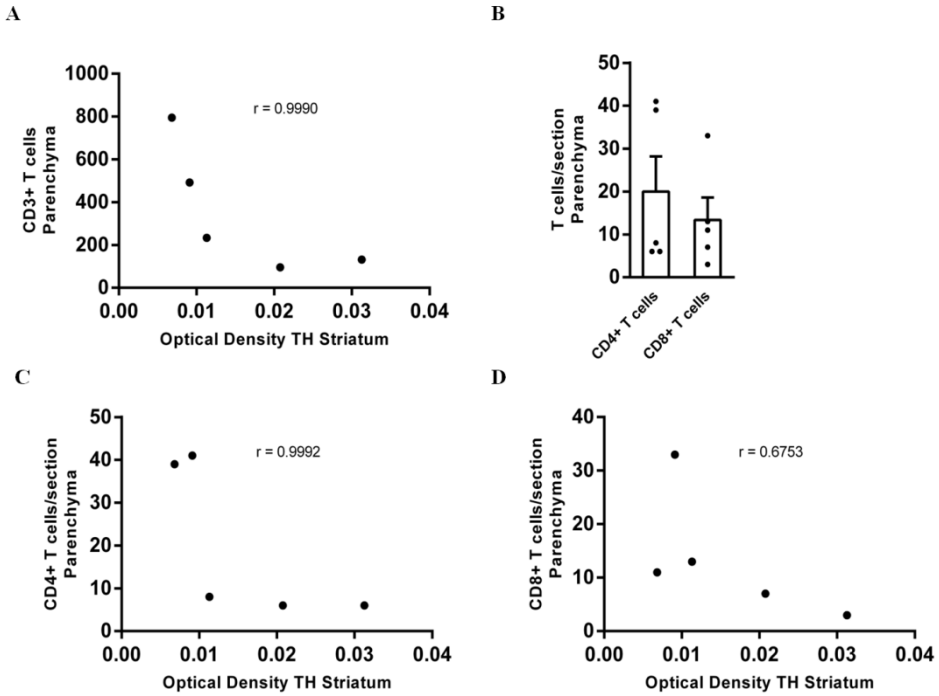 A
CD3+ T cells
Parenchyma
1000
800
600
400
200
0
r = 0.9990
0.00 0.01 0.02 0.03 0.04
Optical Density TH Striatum
B
T cells/section
Parenchyma
50
40
30
20
10
0
CD4+ T cells
CD8+ T cells
C
CD4+ T cells/section
Parenchyma
50
40
30
20
10
0
r = 0.9992
0.00 0.01 0.02 0.03 0.04
Optical Density TH Striatum
D
CD8+ T cells/section
Parenchyma
40
30
20
10
0
r = 0.6753
0.00 0.01 0.02 0.03 0.04
Optical Density TH Striatum